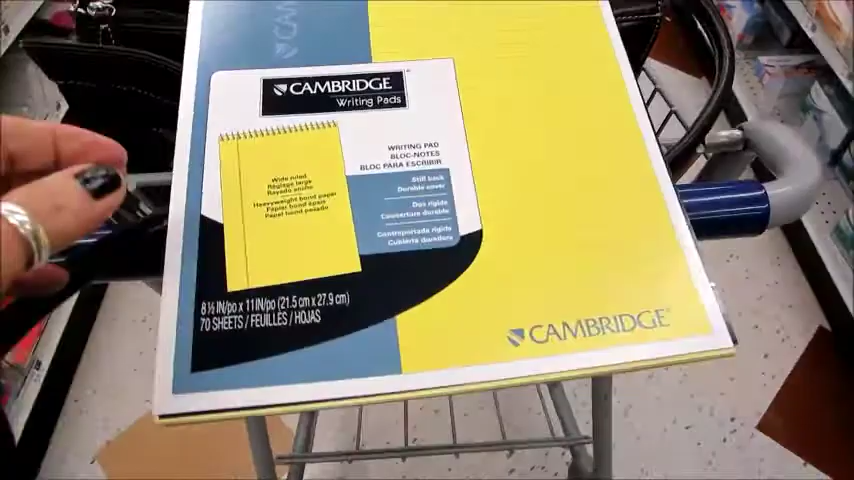 CAM
CAMBRIDGE®
Writing Pads
WRITING PAD
BLOC-NOTES
BLOC PARA ESCRIBIR
Wide ruled
Réglage large
Rayado ancho
Heavyweight bond paper
Papier bond épais
Papel bond pesado
Stiff back
Durable cover
Dos rigide
Couverture durable
Contraportada rígida
Cubierta duradera
8½ IN/po x 11 IN/po (21.5 cm x 27.9 cm)
70 SHEETS / FEUILLES / HOJAS
CAMBRIDGE®